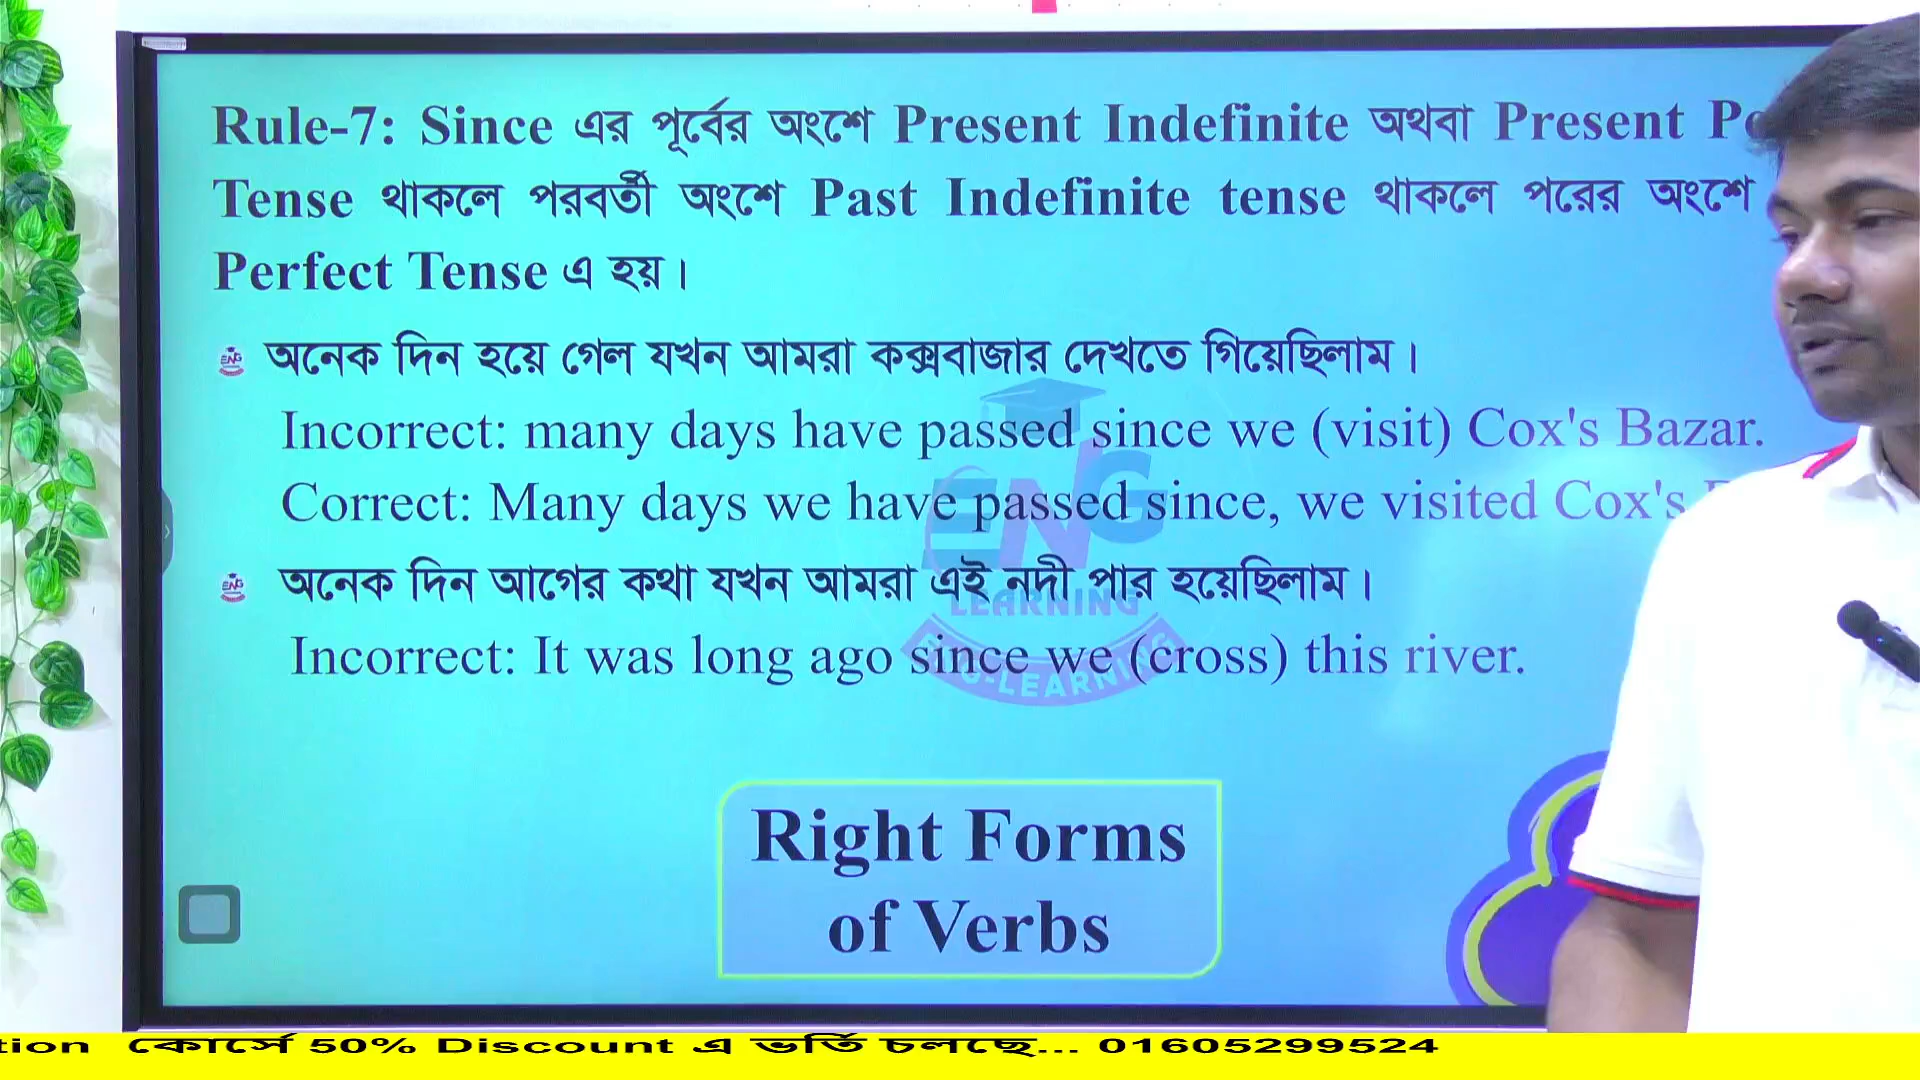 Rule-7: Since এর পূর্বের অংশে Present Indefinite অথবা Present
Tense থাকলে পরবর্তী অংশে Past Indefinite tense থাকলে পরের অংশে
Perfect Tense এ হয়।
অনেক দিন হয়ে গেল যখন আমরা কক্সবাজার দেখতে গিয়েছিলাম।
Incorrect: many days have passed since we (visit) Cox's Bazar.
Correct: Many days we have passed since, we visited Cox's
অনেক দিন আগের কথা যখন আমরা এই নদী পার হয়েছিলাম।
Incorrect: It was long ago since we (cross) this river.
ENG
LEARNING
Right Forms
of Verbs
কোর্সে 50% Discount এ ভর্তি চলছে... 01605299524